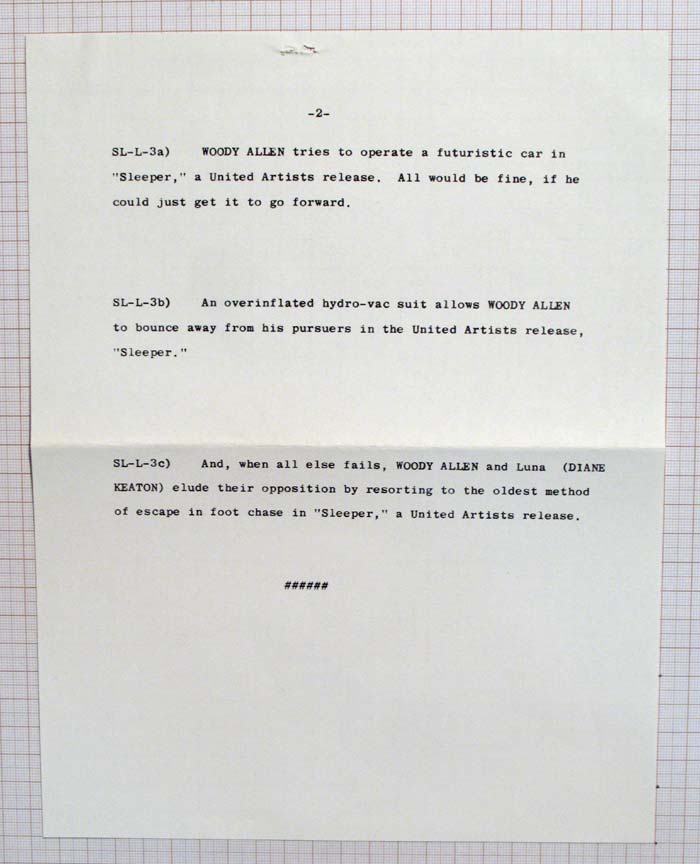 -2-
SL-L-3a) WOODY ALLEN tries to operate a futuristic car in
"Sleeper," a United Artists release. All would be fine, if he
could just get it to go forward.
SL-L-3b) An overinflated hydro-vac suit allows WOODY ALLEN
to bounce away from his pursuers in the United Artists release,
"Sleeper."
SL-L-3c) And, when all else fails, WOODY ALLEN and Luna (DIANE
KEATON) elude their opposition by resorting to the oldest method
of escape in foot chase in "Sleeper," a United Artists release.
######